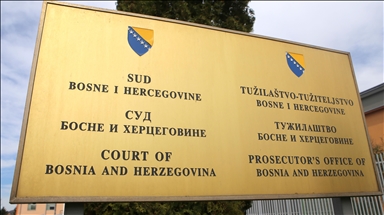 SUD
BOSNE I HERCEGOVINE
СУД
БОСНЕ И ХЕРЦЕГОВИНЕ
COURT OF
BOSNIA AND HERZEGOVINA
TUŽILAŠTVO-TUŽITELJSTVO
BOSNE I HERCEGOVINE
ТУЖИЛАШТВО
БОСНЕ И ХЕРЦЕГОВИНЕ
PROSECUTOR'S OFFICE OF
BOSNIA AND HERZEGOVINA